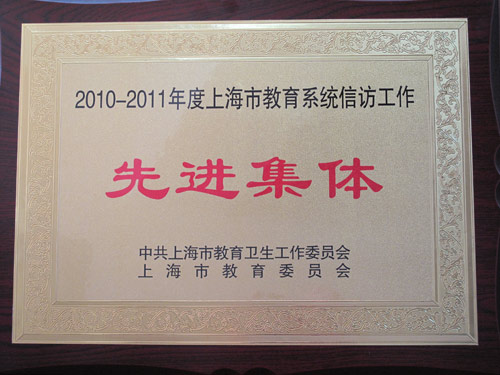 2010-2011年度上海市教育系统信访工作
先进集体
中共上海市教育卫生工作委员会
上海市教育委员会